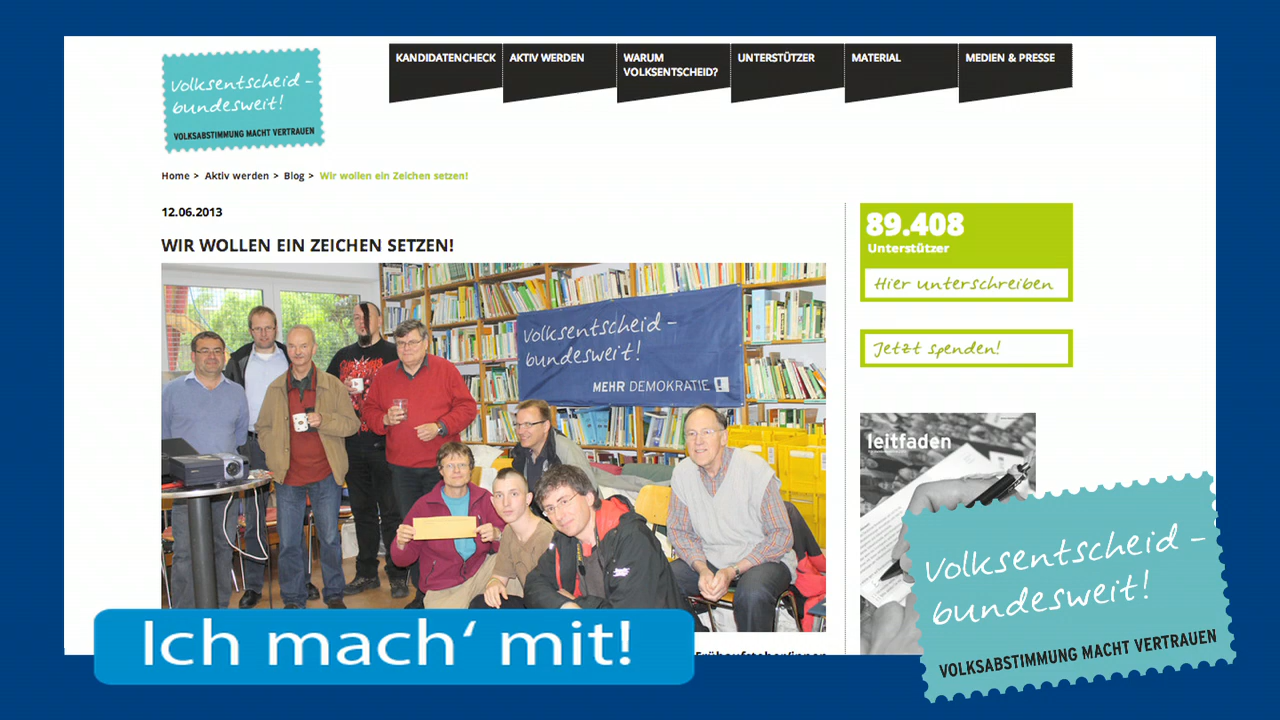 volksentscheid –
bundesweit!
VOLKSABSTIMMUNG MACHT VERTRAUEN
KANDIDATENCHECK
AKTIV WERDEN
WARUM
VOLKSENTSCHEID?
UNTERSTÜTZER
MATERIAL
MEDIEN & PRESSE
Home > Aktiv werden > Blog > Wir wollen ein Zeichen setzen!
12.06.2013
WIR WOLLEN EIN ZEICHEN SETZEN!
volksentscheid –
bundesweit!
MEHR DEMOKRATIE !
89.408
Unterstützer
Hier unterschreiben
Jetzt spenden!
leitfaden
Ich mach‘ mit!
volksentscheid –
bundesweit!
VOLKSABSTIMMUNG MACHT VERTRAUEN